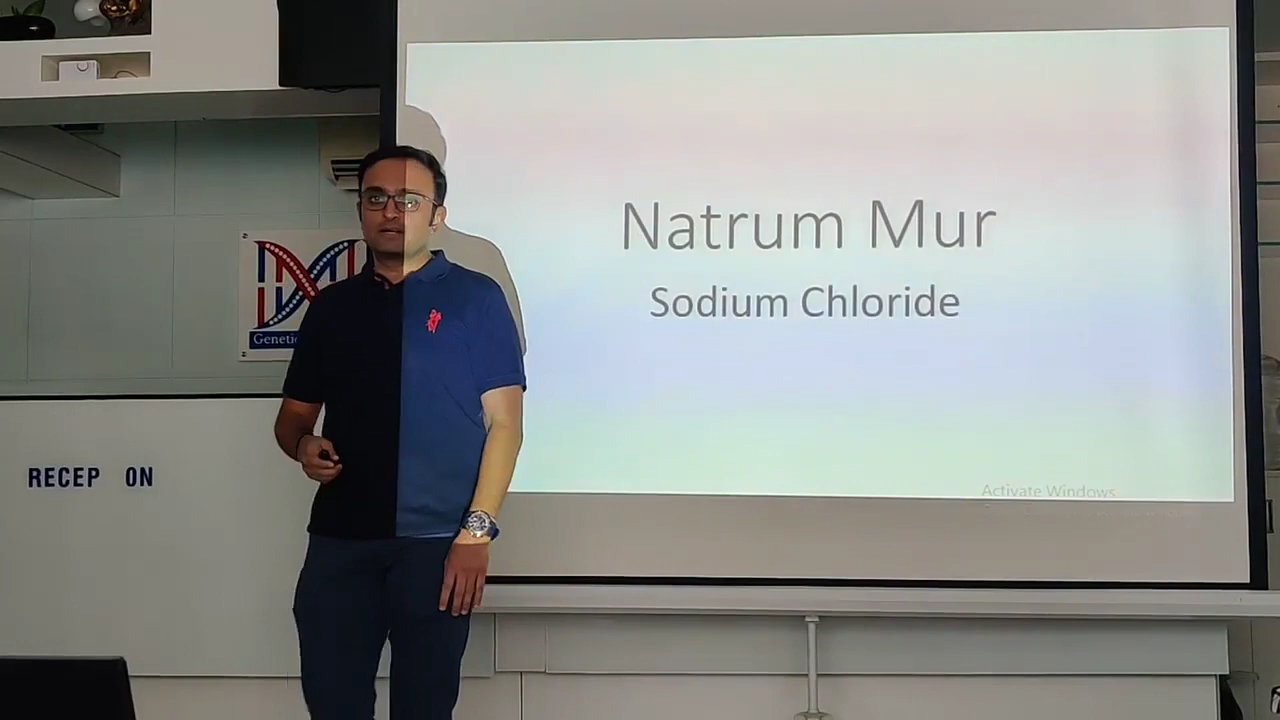 Natrum Mur
Sodium Chloride
Activate Windows
Genetic
RECEP ON